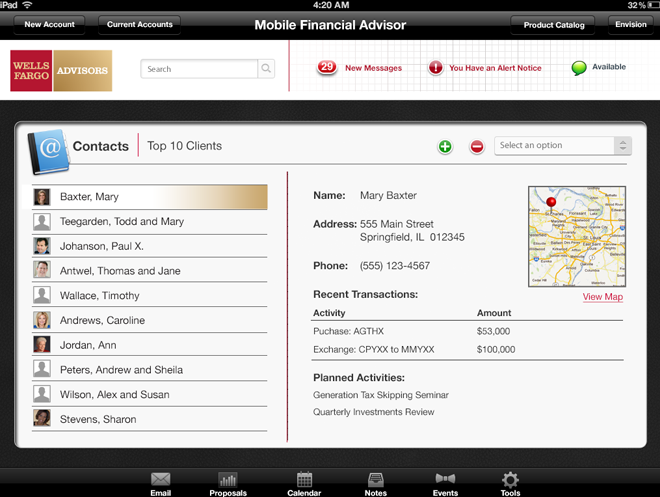 iPad 4:20 AM 32%
New Account Current Accounts Mobile Financial Advisor Product Catalog Envision
WELLS
FARGO
ADVISORS
Search
29 New Messages
! You Have an Alert Notice
Available
@ Contacts Top 10 Clients
Select an option
Baxter, Mary
Teegarden, Todd and Mary
Johanson, Paul X.
Antwel, Thomas and Jane
Wallace, Timothy
Andrews, Caroline
Jordan, Ann
Peters, Andrew and Sheila
Wilson, Alex and Susan
Stevens, Sharon
Name: Mary Baxter
Address: 555 Main Street
Springfield, IL 012345
Phone: (555) 123-4567
View Map
Recent Transactions:
Activity Amount
Puchase: AGTHX $53,000
Exchange: CPYXX to MMYXX $100,000
Planned Activities:
Generation Tax Skipping Seminar
Quarterly Investments Review
Email Proposals Calendar Notes Events Tools